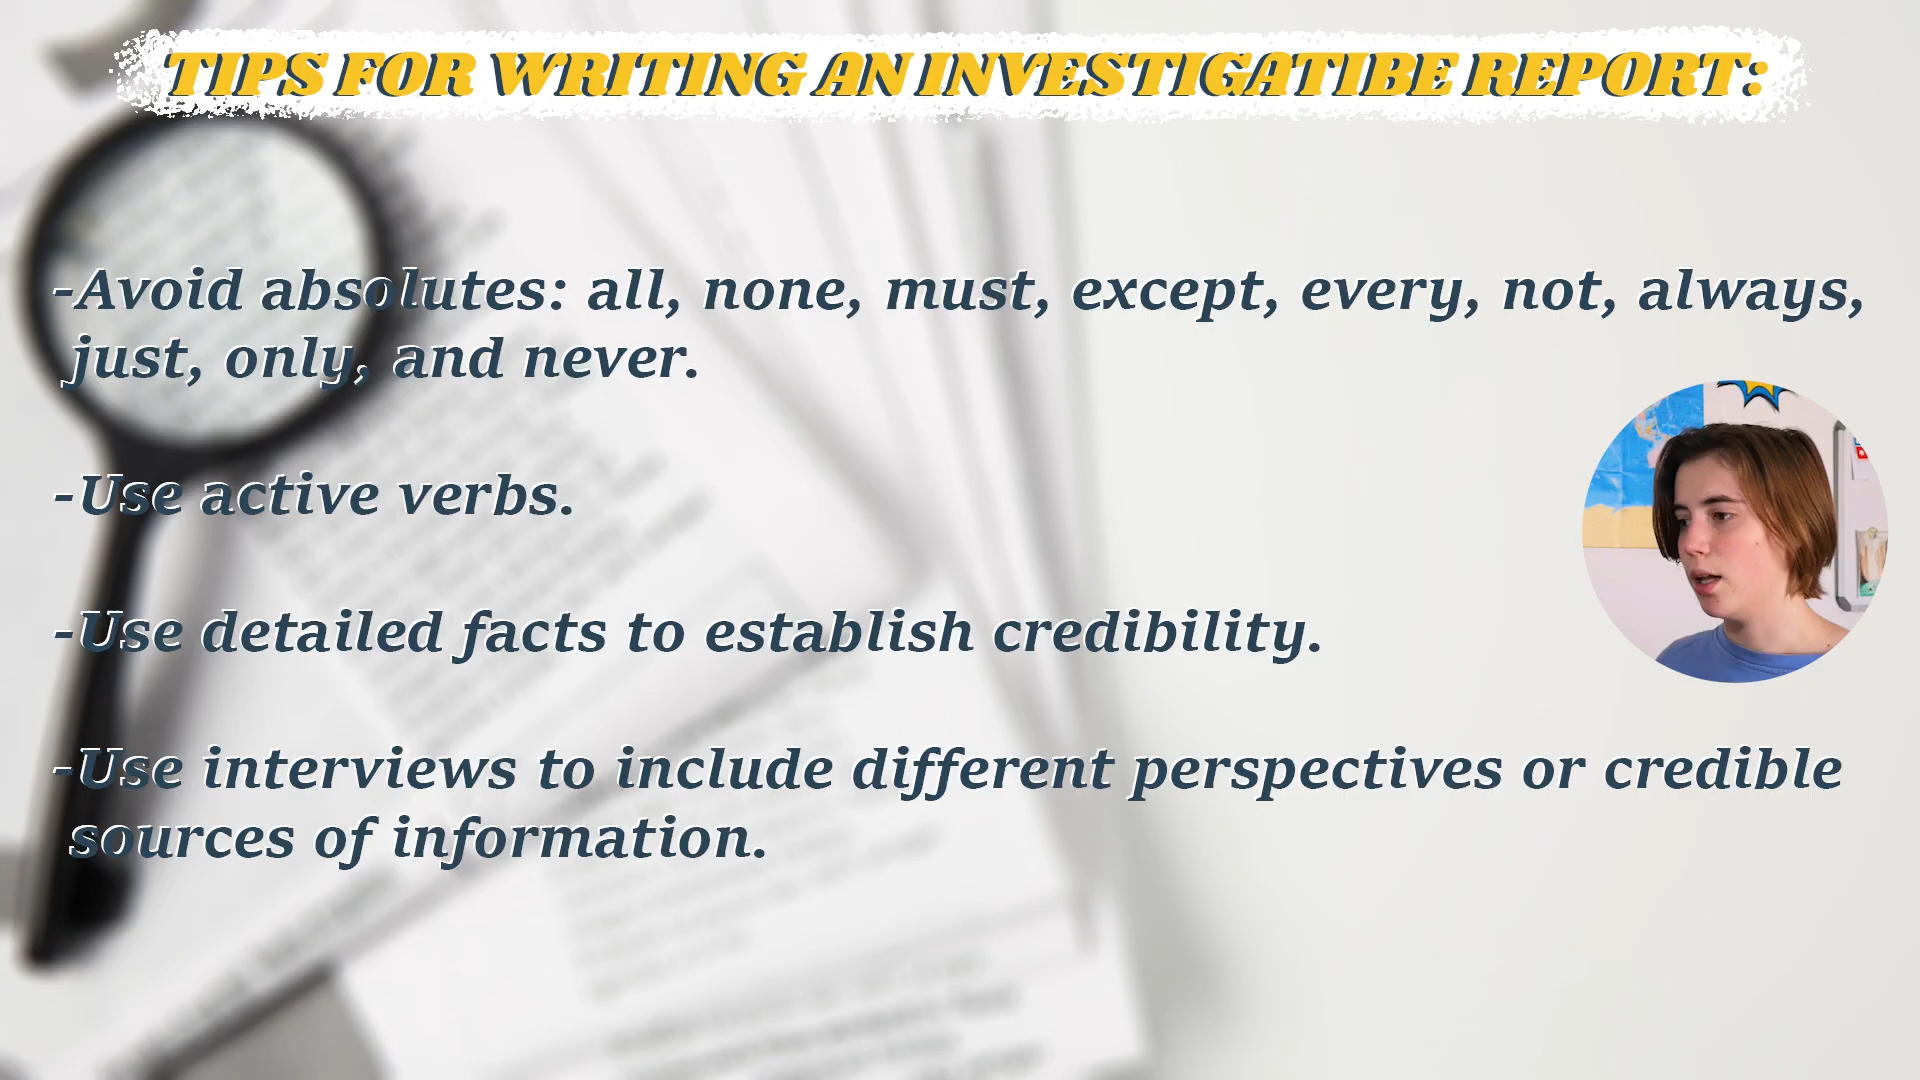 TIPS FOR WRITING AN INVESTIGATIBE REPORT:
-Avoid absolutes: all, none, must, except, every, not, always,
just, only, and never.
-Use active verbs.
-Use detailed facts to establish credibility.
-Use interviews to include different perspectives or credible
sources of information.